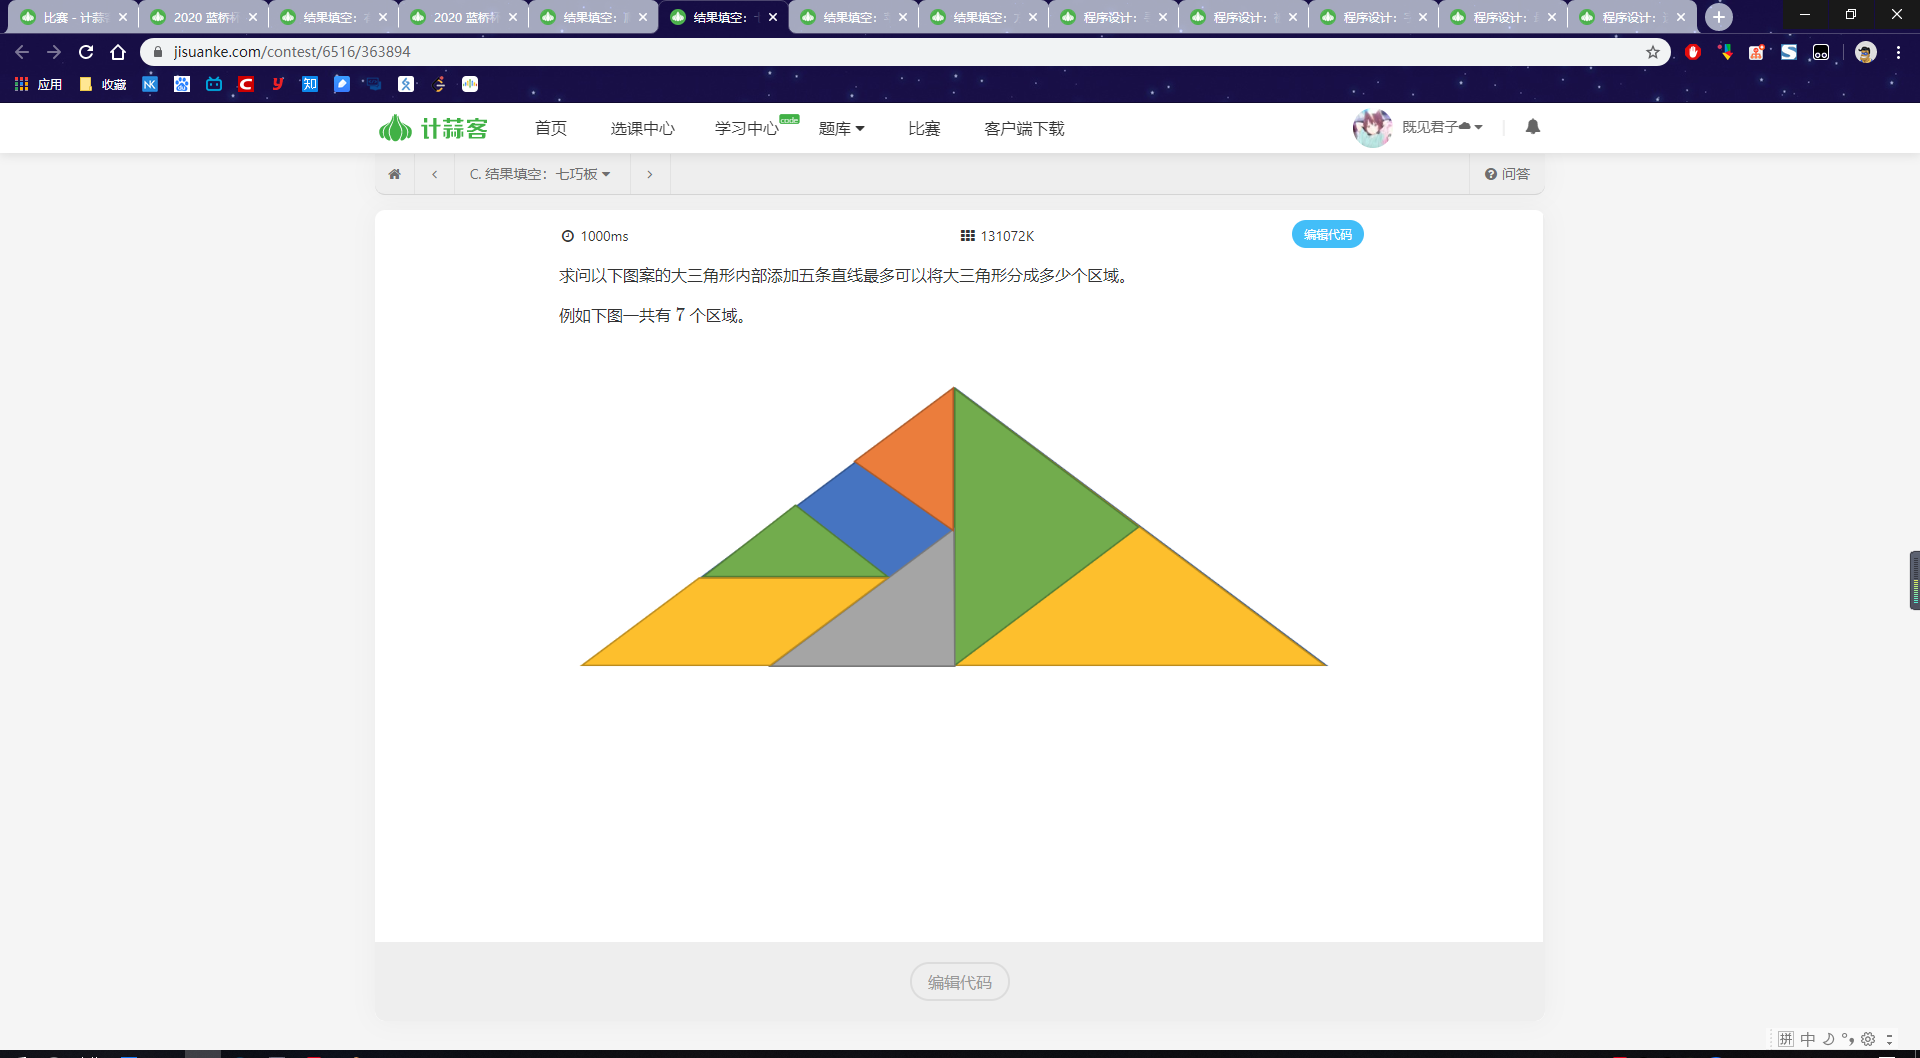 比赛 - 计蒜
2020 蓝桥
结果填空：
2020 蓝桥
结果填空：
结果填空：
结果填空：
结果填空：
程序设计：
程序设计：
程序设计：
程序设计：
程序设计：
jisuanke.com/contest/6516/363894
应用
收藏
NK
知
计蒜客
首页
选课中心
学习中心
code
题库
比赛
客户端下载
既见君子
C. 结果填空：七巧板
问答
1000ms
131072K
编辑代码
求问以下图案的大三角形内部添加五条直线最多可以将大三角形分成多少个区域。
例如下图一共有 7 个区域。
编辑代码
拼 中